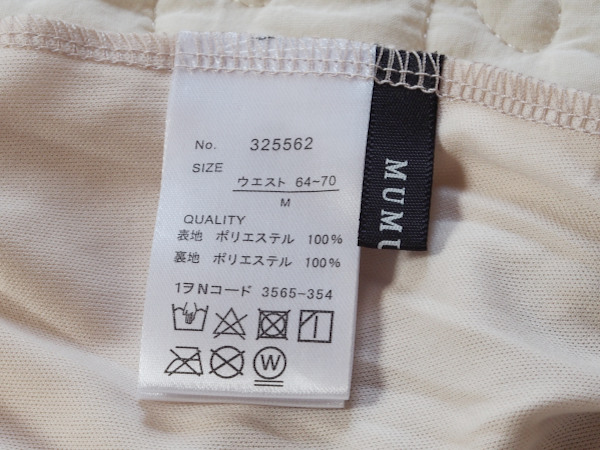 No. 325562
SIZE
ウエスト 64~70
M
QUALITY
表地 ポリエステル 100%
裏地 ポリエステル 100%
1ヲNコード 3565-354
W
MUMU